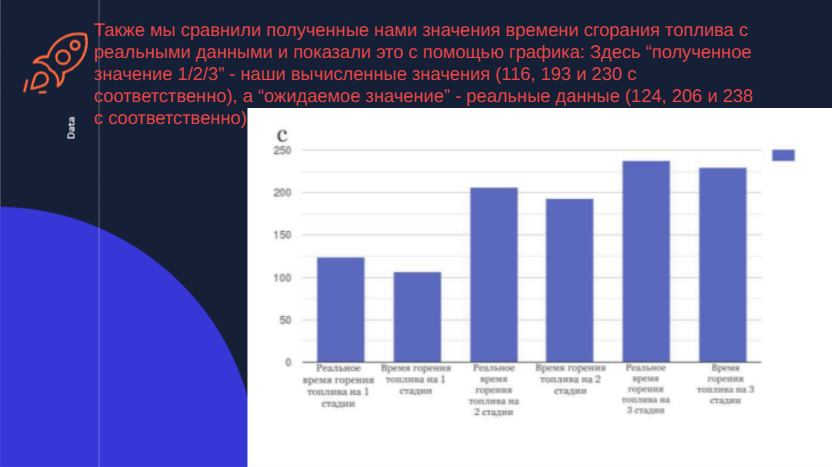 Также мы сравнили полученные нами значения времени сгорания топлива с
реальными данными и показали это с помощью графика: Здесь “полученное
значение 1/2/3” - наши вычисленные значения (116, 193 и 230 с
соответственно), а “ожидаемое значение” - реальные данные (124, 206 и 238
с соответственно)
Data
с
250
200
150
100
50
0
Реальное
время горения
топлива на 1
стадии
Время горения
топлива на 1
стадии
Реальное
время
горения
топлива на
2 стадии
Время горения
топлива на 2
стадии
Реальное
время
горения
топлива на
3 стадии
Время
горения
топлива на 3
стадии